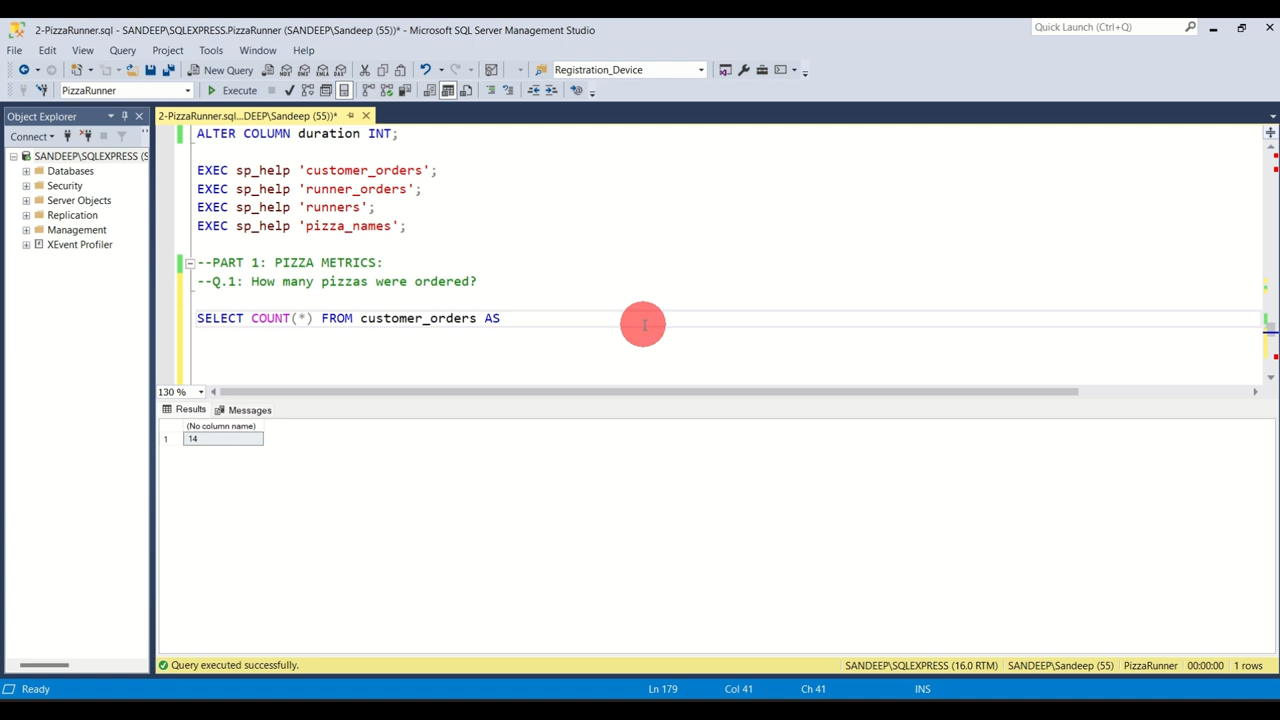 2-PizzaRunner.sql - SANDEEP\SQLEXPRESS.PizzaRunner (SANDEEP\Sandeep (55))* - Microsoft SQL Server Management Studio
Quick Launch (Ctrl+Q)
File Edit View Query Project Tools Window Help
New Query MDX DMX XMLA DAX Registration_Device
PizzaRunner Execute
Object Explorer
2-PizzaRunner.sql...DEEP\Sandeep (55))*
Connect
SANDEEP\SQLEXPRESS (S
Databases
Security
Server Objects
Replication
Management
XEvent Profiler
ALTER COLUMN duration INT;
EXEC sp_help 'customer_orders';
EXEC sp_help 'runner_orders';
EXEC sp_help 'runners';
EXEC sp_help 'pizza_names';
--PART 1: PIZZA METRICS:
--Q.1: How many pizzas were ordered?
SELECT COUNT(*) FROM customer_orders AS
130 %
Results Messages
(No column name)
1 14
Query executed successfully. SANDEEP\SQLEXPRESS (16.0 RTM) SANDEEP\Sandeep (55) PizzaRunner 00:00:00 1 rows
Ready Ln 179 Col 41 Ch 41 INS